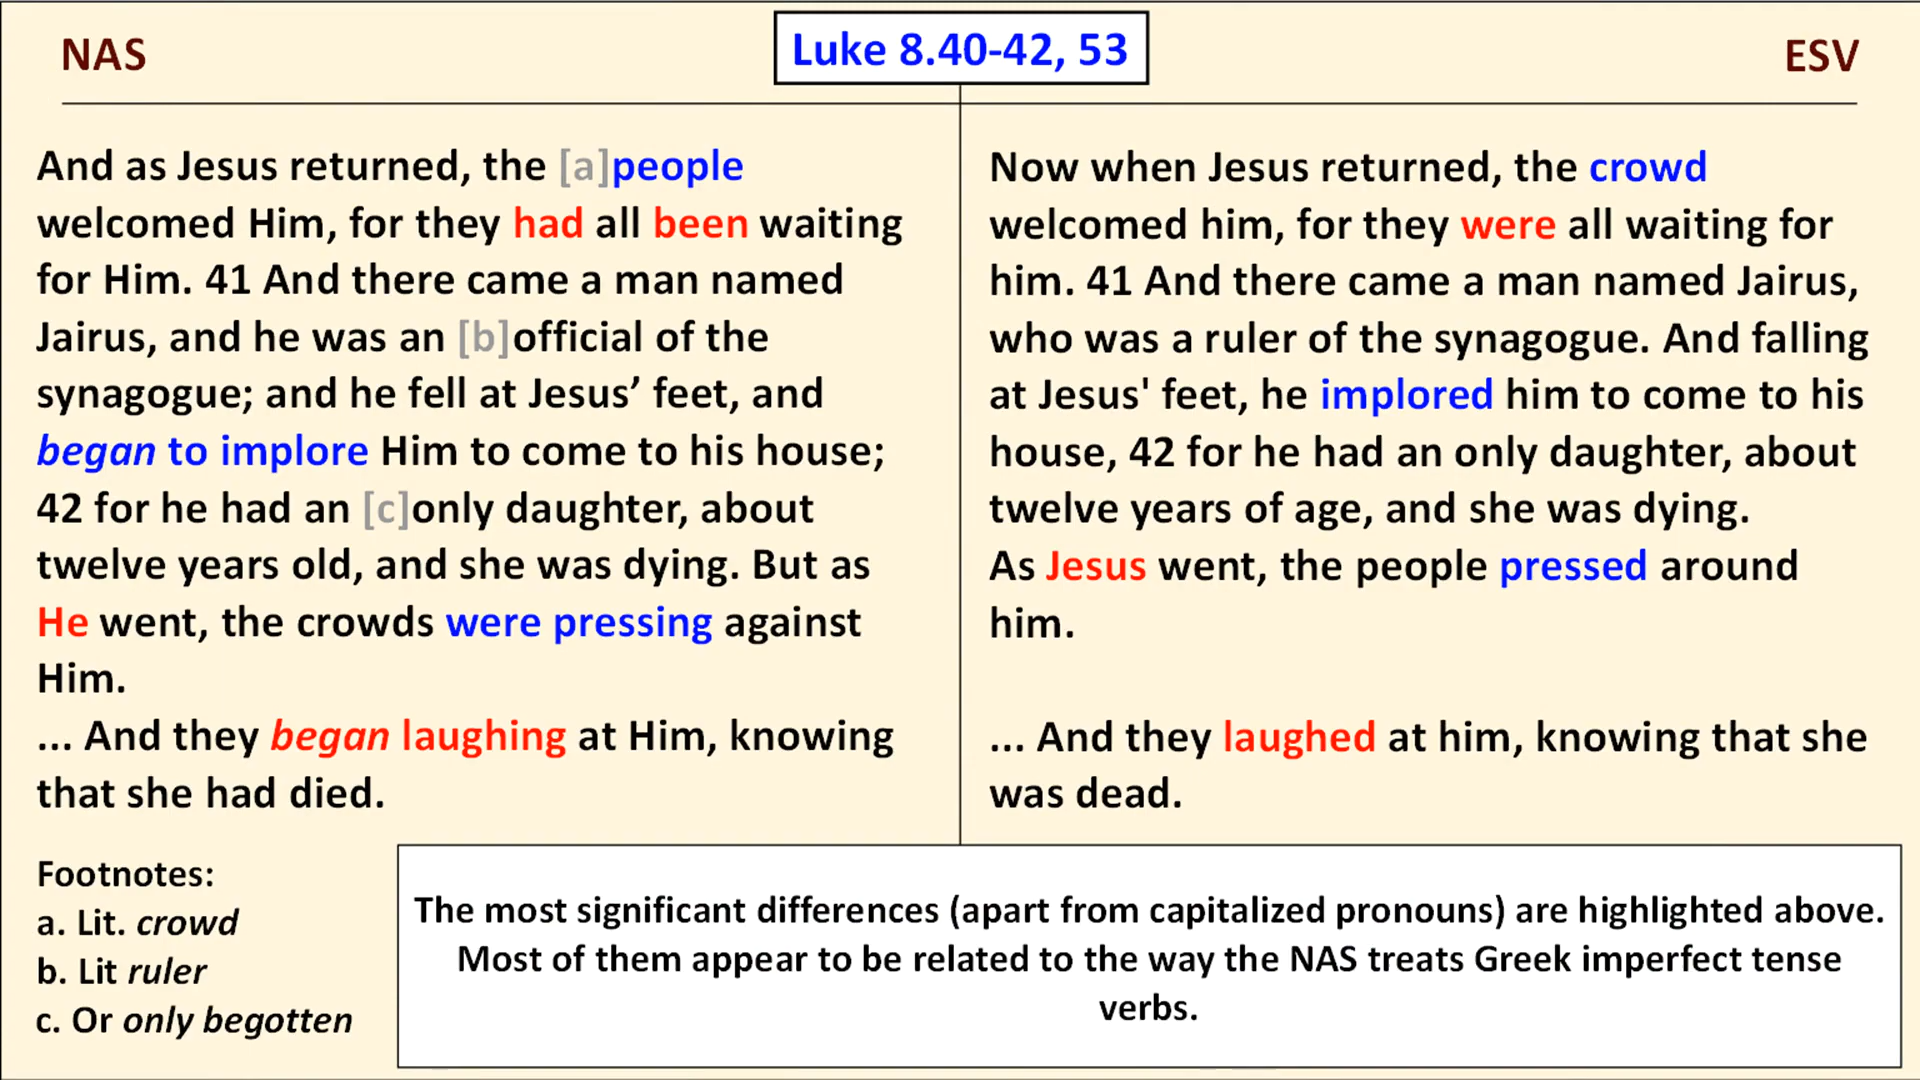 NAS
Luke 8.40-42, 53
ESV
And as Jesus returned, the [a]people
welcomed Him, for they had all been waiting
for Him. 41 And there came a man named
Jairus, and he was an [b]official of the
synagogue; and he fell at Jesus’ feet, and
began to implore Him to come to his house;
42 for he had an [c]only daughter, about
twelve years old, and she was dying. But as
He went, the crowds were pressing against
Him.
... And they began laughing at Him, knowing
that she had died.
Now when Jesus returned, the crowd
welcomed him, for they were all waiting for
him. 41 And there came a man named Jairus,
who was a ruler of the synagogue. And falling
at Jesus' feet, he implored him to come to his
house, 42 for he had an only daughter, about
twelve years of age, and she was dying.
As Jesus went, the people pressed around
him.
... And they laughed at him, knowing that she
was dead.
Footnotes:
a. Lit. crowd
b. Lit ruler
c. Or only begotten
The most significant differences (apart from capitalized pronouns) are highlighted above.
Most of them appear to be related to the way the NAS treats Greek imperfect tense
verbs.